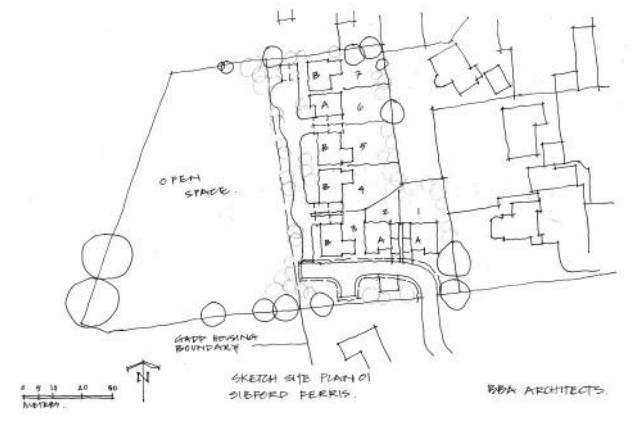 B 7
A 6
B 5
B 4
2 1
B 3 A A
OPEN
SPACE.
GADD HOUSING
BOUNDARY
N
0 5 10 20 30
METRES.
SKETCH SITE PLAN 01
SIBFORD FERRIS.
BBA ARCHITECTS.